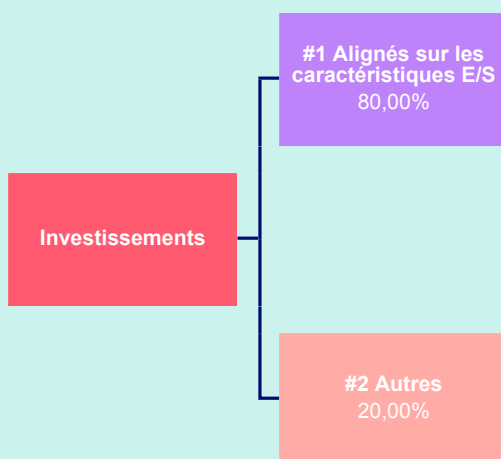 #1 Alignés sur les
caractéristiques E/S
80,00%
Investissements
#2 Autres
20,00%